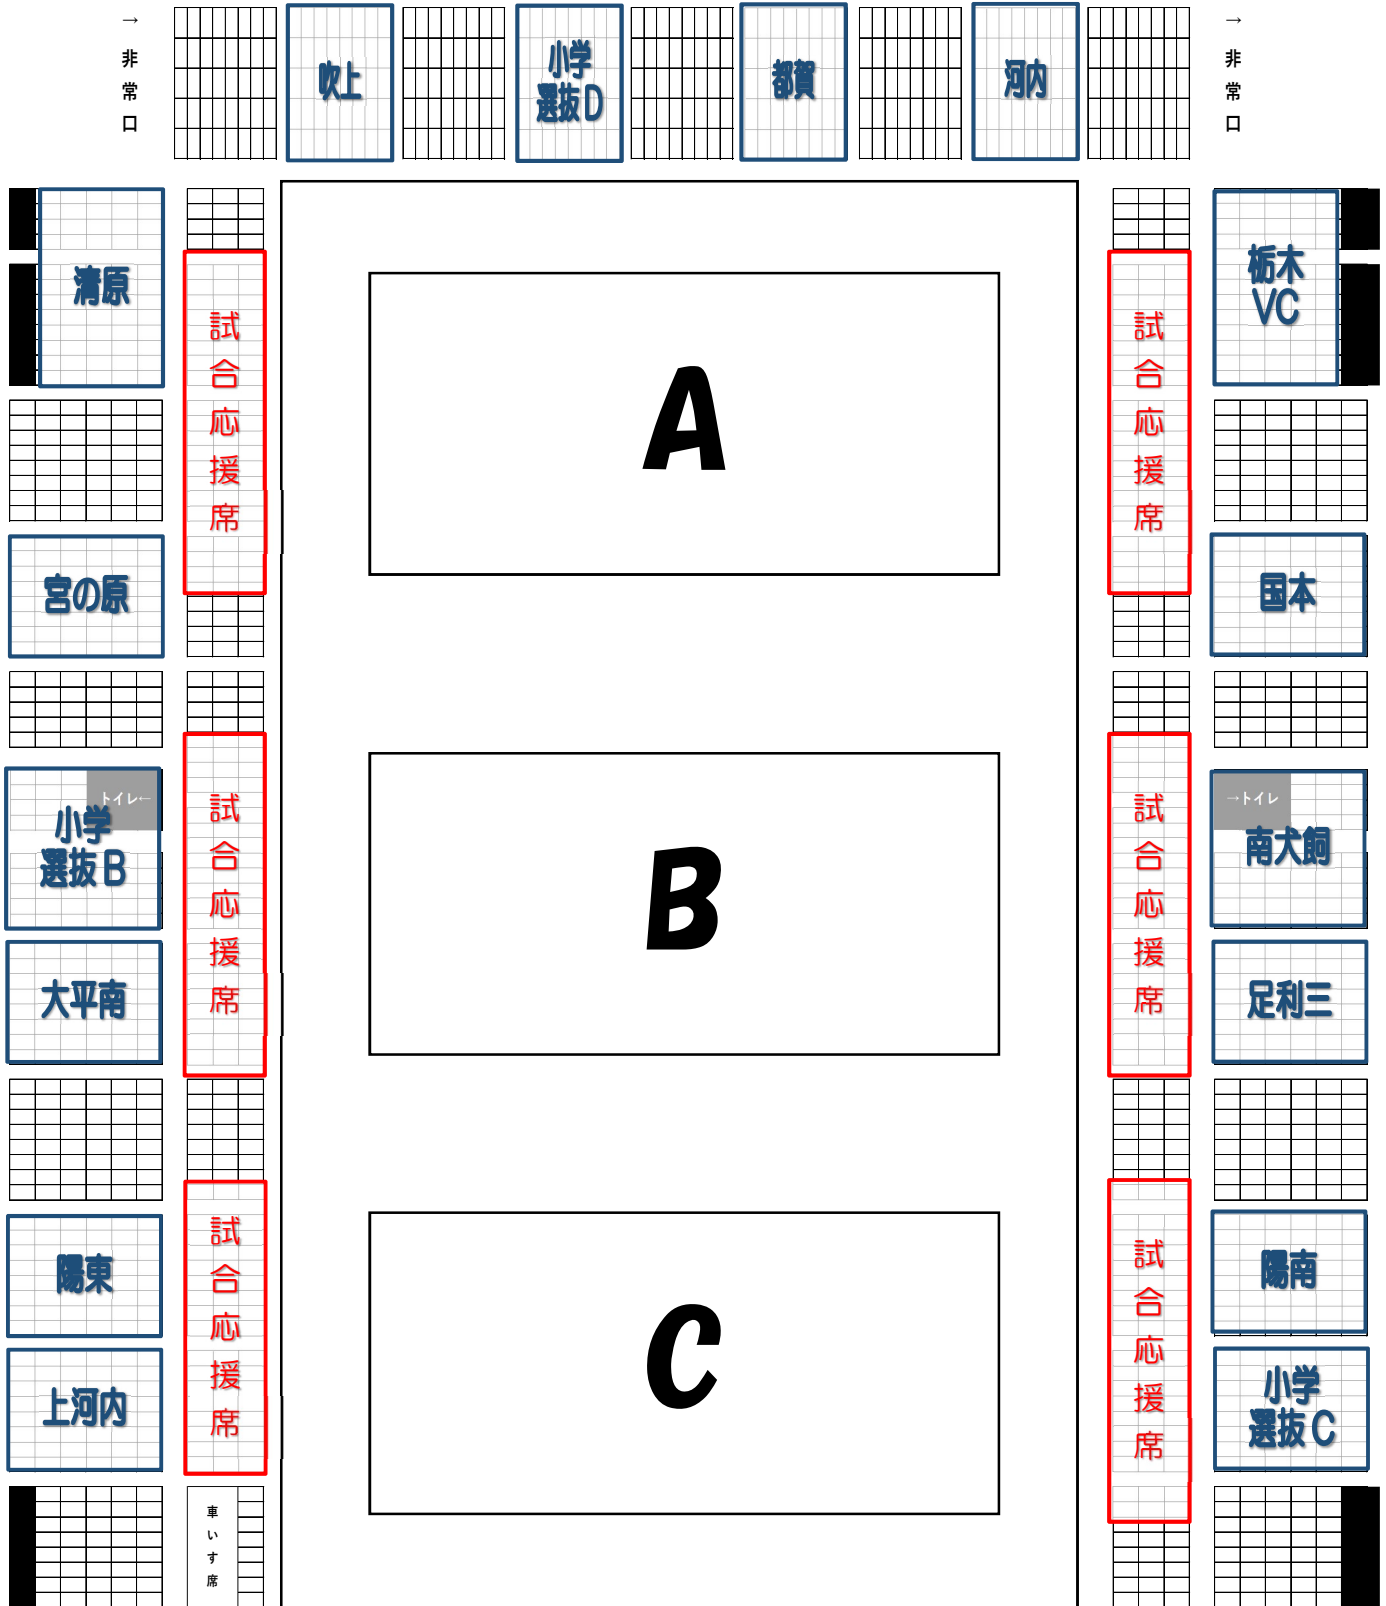 →
非
常
口
吹上
小学
選抜D
都賀
河内
→
非
常
口
清原
試
合
応
援
席
A
試
合
応
援
席
栃木
VC
宮の原
国本
トイレ←
小学
選抜B
試
合
応
援
席
B
試
合
応
援
席
→トイレ
南犬飼
大平南
足利三
陽東
試
合
応
援
席
C
試
合
応
援
席
陽南
上河内
小学
選抜C
車
い
す
席